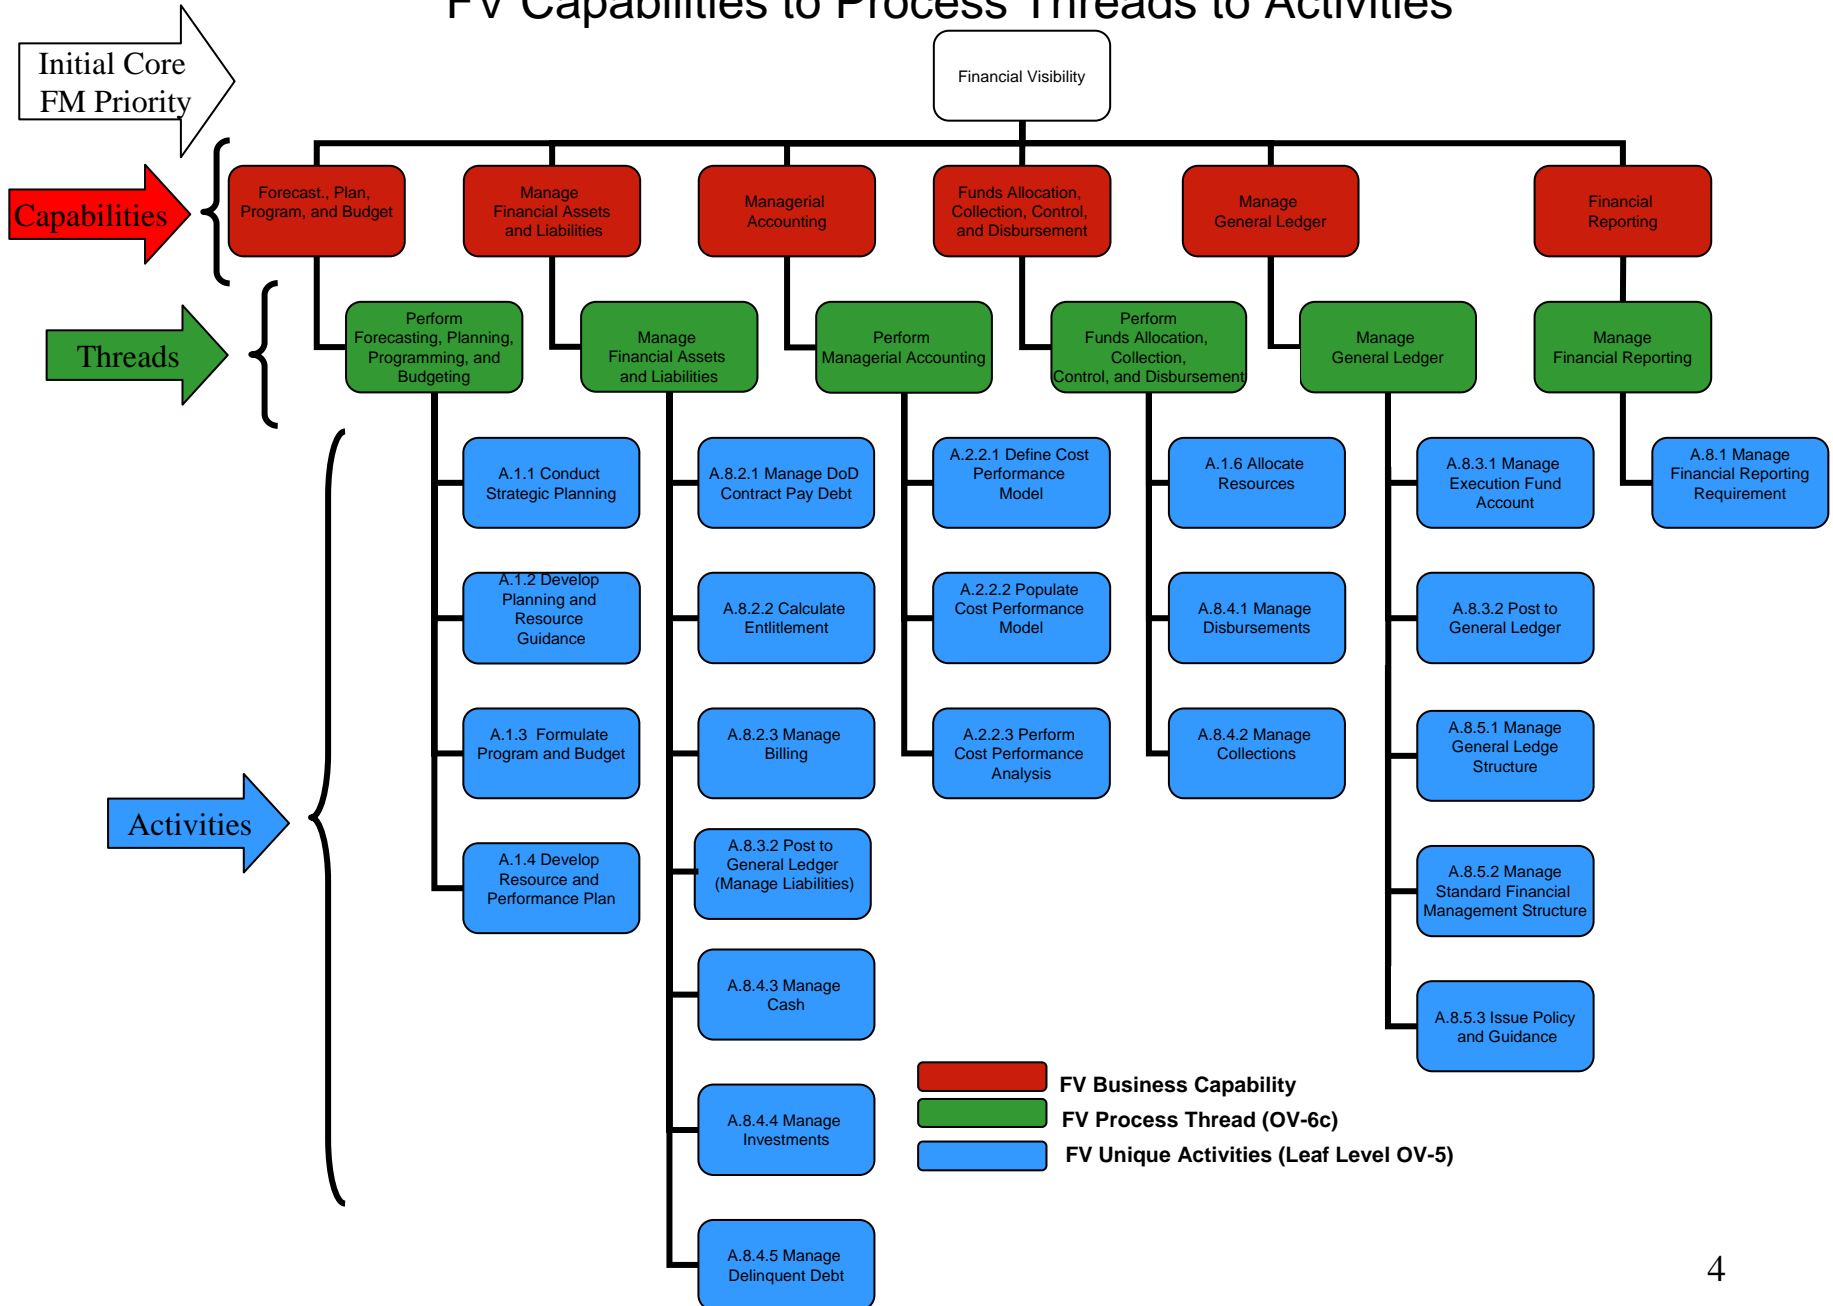 FV Capabilities to Process Threads to Activities
Initial Core
FM Priority
Financial Visibility
Capabilities
Forecast., Plan,
Program, and Budget
Manage
Financial Assets
and Liabilities
Managerial
Accounting
Funds Allocation,
Collection, Control,
and Disbursement
Manage
General Ledger
Financial
Reporting
Threads
Perform
Forecasting, Planning,
Programming, and
Budgeting
Manage
Financial Assets
and Liabilities
Perform
Managerial Accounting
Perform
Funds Allocation,
Collection,
Control, and Disbursement
Manage
General Ledger
Manage
Financial Reporting
Activities
A.1.1 Conduct
Strategic Planning
A.1.2 Develop
Planning and
Resource
Guidance
A.1.3 Formulate
Program and Budget
A.1.4 Develop
Resource and
Performance Plan
A.8.2.1 Manage DoD
Contract Pay Debt
A.8.2.2 Calculate
Entlitlement
A.8.2.3 Manage
Billing
A.8.3.2 Post to
General Ledger
(Manage Liabilities)
A.8.4.3 Manage
Cash
A.8.4.4 Manage
Investments
A.8.4.5 Manage
Delinquent Debt
A.2.2.1 Define Cost
Performance
Model
A.2.2.2 Populate
Cost Performance
Model
A.2.2.3 Perform
Cost Performance
Analysis
A.1.6 Allocate
Resources
A.8.4.1 Manage
Disbursements
A.8.4.2 Manage
Collections
A.8.3.1 Manage
Execution Fund
Account
A.8.3.2 Post to
General Ledger
A.8.5.1 Manage
General Ledge
Structure
A.8.5.2 Manage
Standard Financial
Management Structure
A.8.5.3 Issue Policy
and Guidance
A.8.1 Manage
Financial Reporting
Requirement
FV Business Capability
FV Process Thread (OV-6c)
FV Unique Activities (Leaf Level OV-5)
4